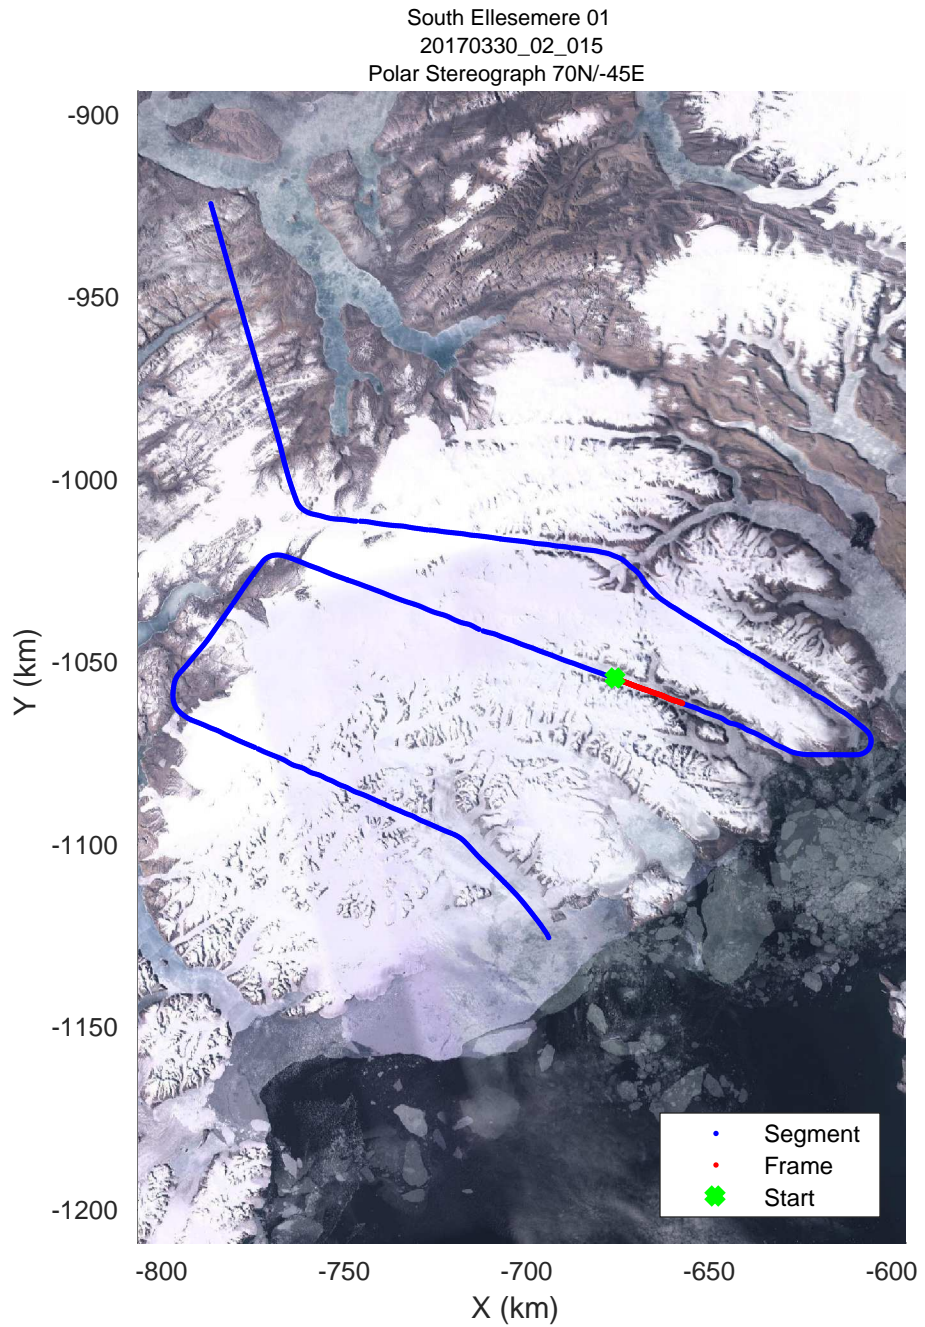 South Ellesemere 01
20170330_02_015
Polar Stereograph 70N/-45E
-900
-950
-1000
-1050
-1100
-1150
-1200
Y (km)
-800 -750 -700 -650 -600
X (km)
Segment
Frame
Start